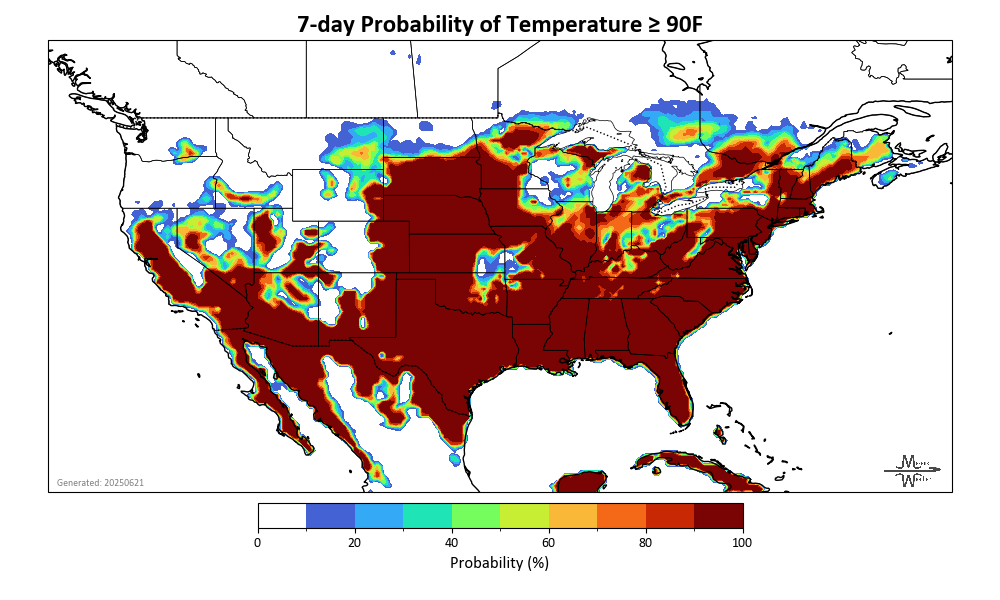 7-day Probability of Temperature ≥ 90F
Generated: 20250621
0 20 40 60 80 100
Probability (%)